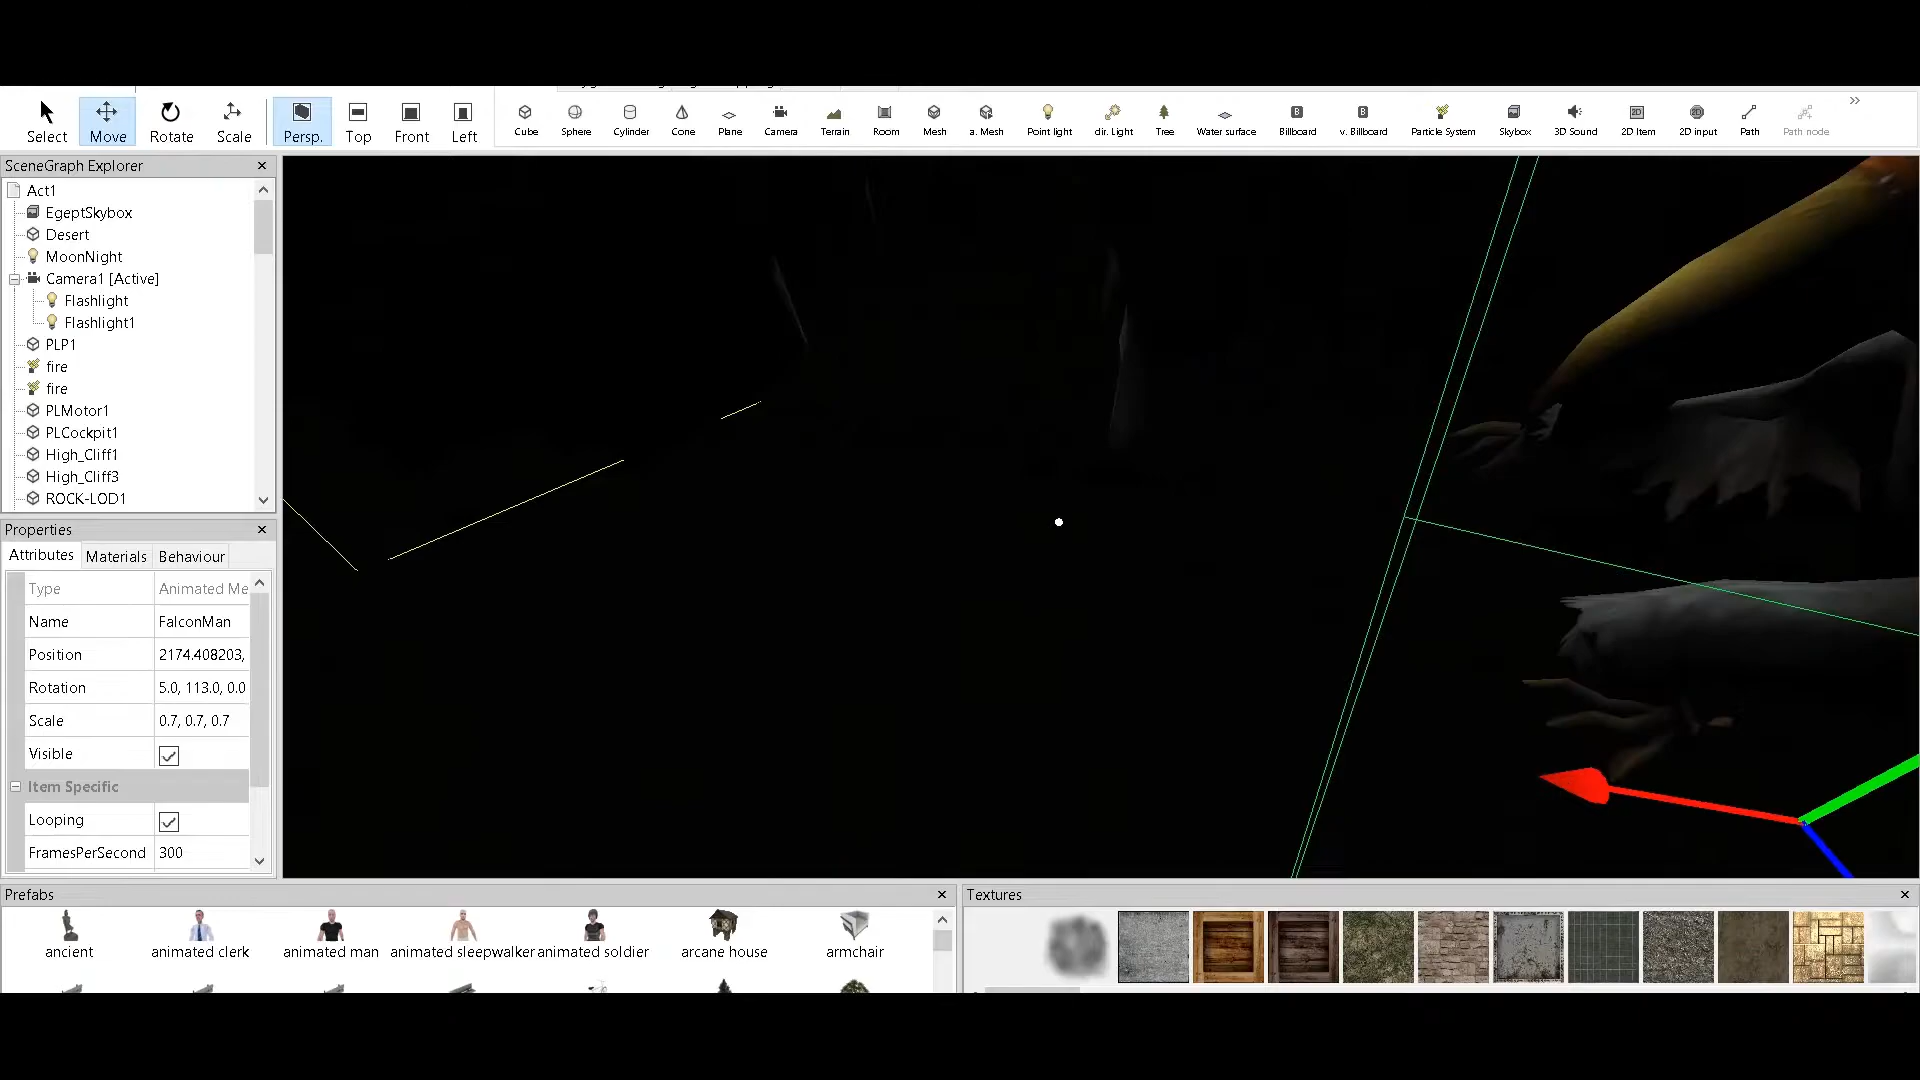 Select Move Rotate Scale Persp. Top Front Left Cube Sphere Cylinder Cone Plane Camera Terrain Room Mesh a. Mesh Point light dir. Light Tree Water surface Billboard v. Billboard Particle System Skybox 3D Sound 2D Item 2D input Path Path node
SceneGraph Explorer
Act1
EgeptSkybox
Desert
MoonNight
Camera1 [Active]
Flashlight
Flashlight1
PLP1
fire
fire
PLMotor1
PLCockpit1
High_Cliff1
High_Cliff3
ROCK-LOD1
Properties
Attributes Materials Behaviour
Type Animated Me
Name FalconMan
Position 2174.408203,
Rotation 5.0, 113.0, 0.0
Scale 0.7, 0.7, 0.7
Visible
Item Specific
Looping
FramesPerSecond 300
Prefabs
ancient animated clerk animated man animated sleepwalker animated soldier arcane house armchair
Textures